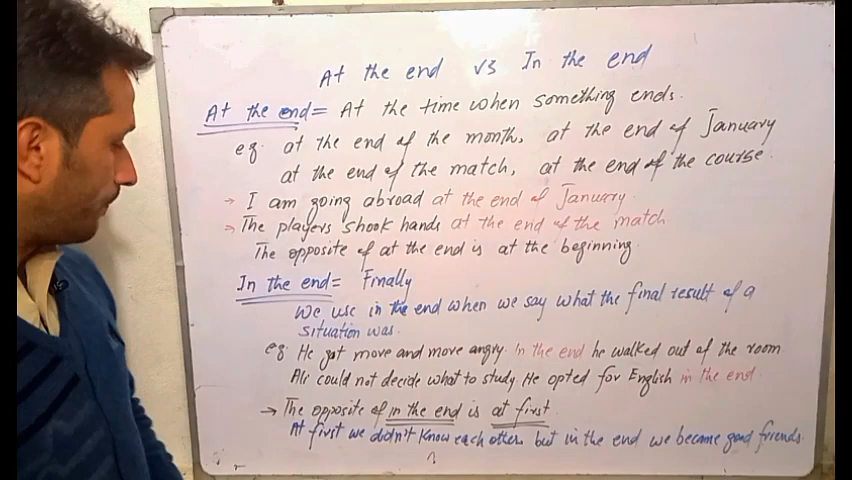 At the end vs In the end
At the end = At the time when something ends.
eg. at the end of the month, at the end of January
at the end of the match, at the end of the course.
→ I am going abroad at the end of January.
→ The players shook hands at the end of the match
The opposite of at the end is at the beginning.
In the end = Finally
We use in the end when we say what the final result of a
situation was.
eg: He got move and move angry. In the end he walked out of the room
Ali could not decide what to study. He opted for English in the end.
→ The opposite of in the end is at first.
At first we didn't know each other, but in the end we became good friends.